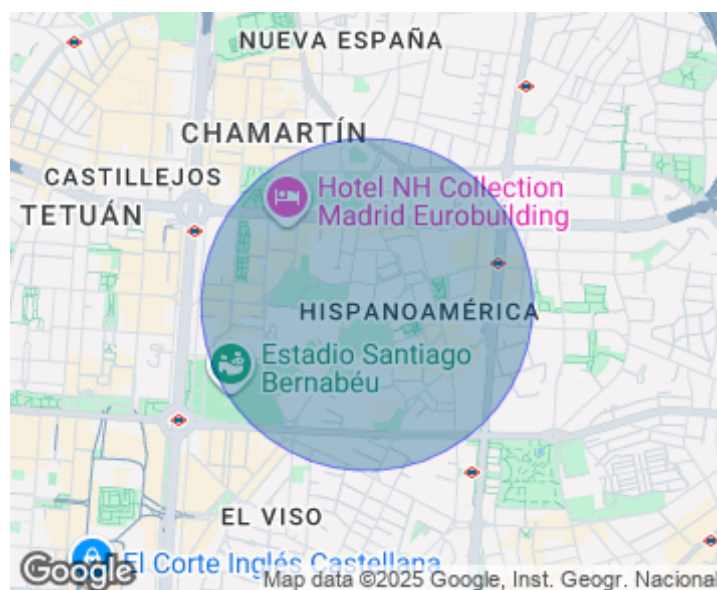 NUEVA ESPAÑA
CHAMARTÍN
CASTILLEJOS
TETUÁN
Hotel NH Collection
Madrid Eurobuilding
HISPANOAMÉRICA
Estadio Santiago
Bernabéu
EL VISO
El Corte Inglés Castellana
Google
Map data ©2025 Google, Inst. Geogr. Nacional